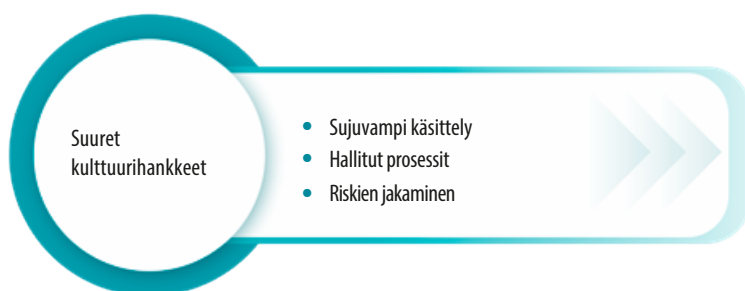 Suuret
kulttuurihankkeet
Sujuvampi käsittely
Hallitut prosessit
Riskien jakaminen